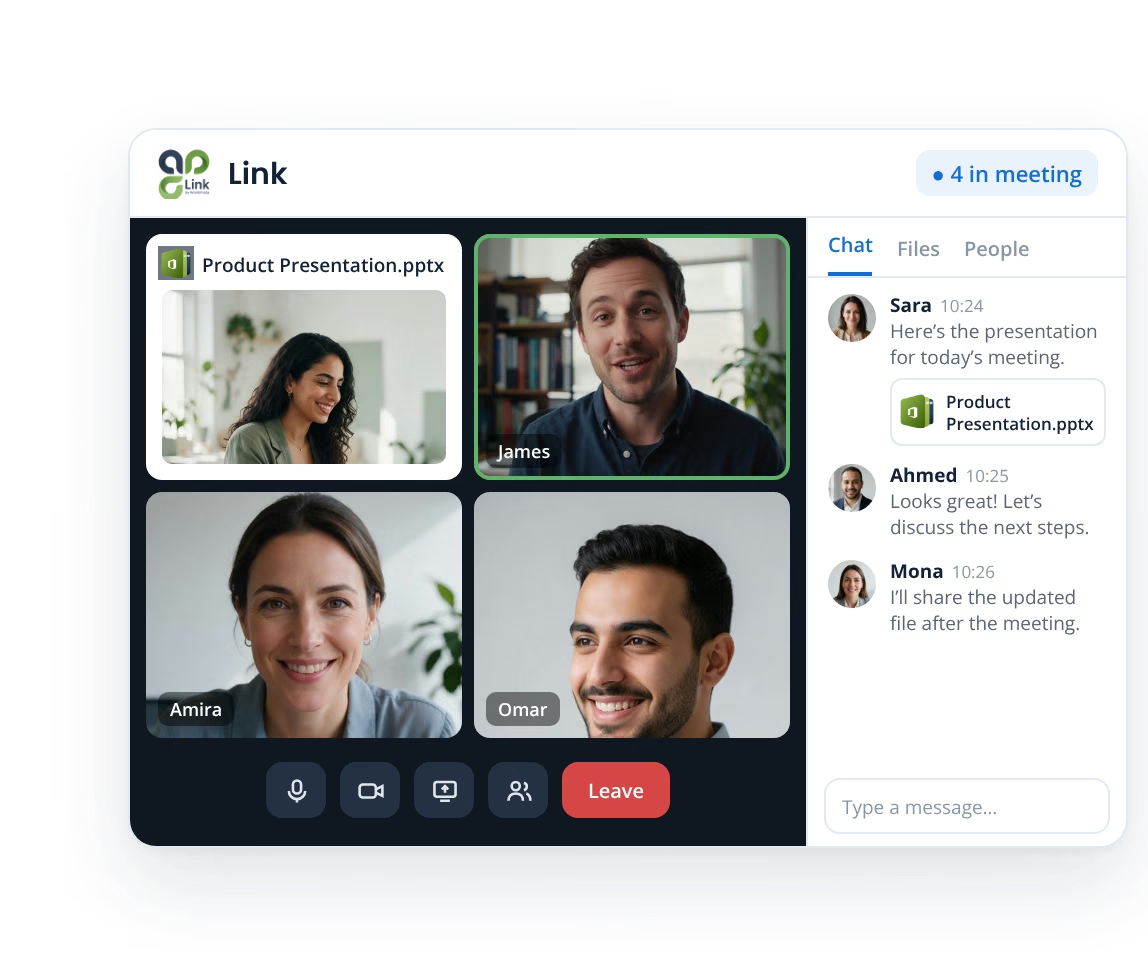 Link
Link
4 in meeting
Product Presentation.pptx
James
Amira
Omar
Leave
Chat
Files
People
Sara 10:24
Here’s the presentation
for today’s meeting.
Product
Presentation.pptx
Ahmed 10:25
Looks great! Let’s
discuss the next steps.
Mona 10:26
I’ll share the updated
file after the meeting.
Type a message...